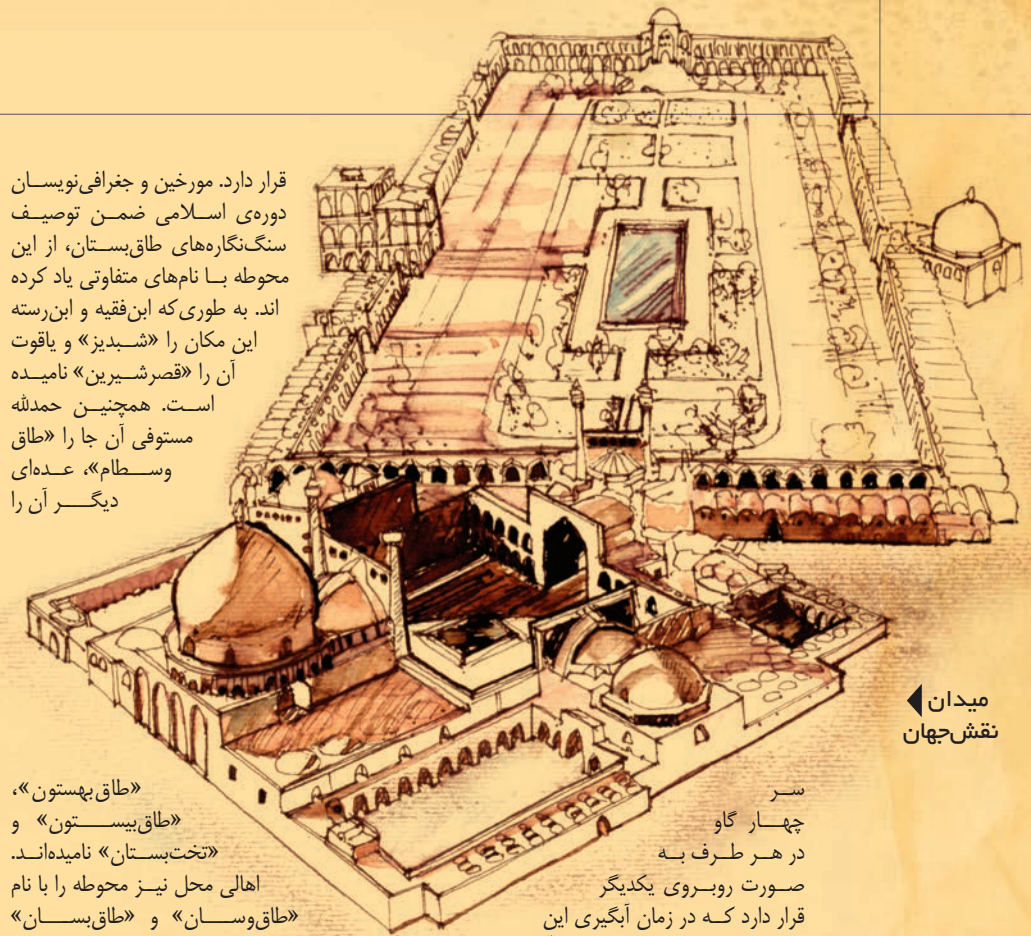 سر
چهار گاو
در هر طرف به
صورت روبروی یکدیگر
قرار دارد که در زمان آبگیری این
قرار دارد. مورخین و جغرافی‌نویسان
دوره‌ی اسلامی ضمن توصیف
سنگ‌نگاره‌های طاق‌بستان، از این
محوطه با نام‌های متفاوتی یاد کرده
اند. به طوری‌که ابن‌فقیه و ابن‌رسته
این مکان را «شبدیز» و یاقوت
آن را «قصرشیرین» نامیده
است. همچنین حمدالله
مستوفی آن جا را «طاق
وسطام»، عده‌ای
دیگر آن را
«طاق‌بهستون»،
«طاق‌بیستون» و
«تخت‌بستان» نامیده‌اند.
اهالی محل نیز محوطه را با نام
«طاق‌وسان» و «طاق‌بسان»
میدان
نقش‌جهان